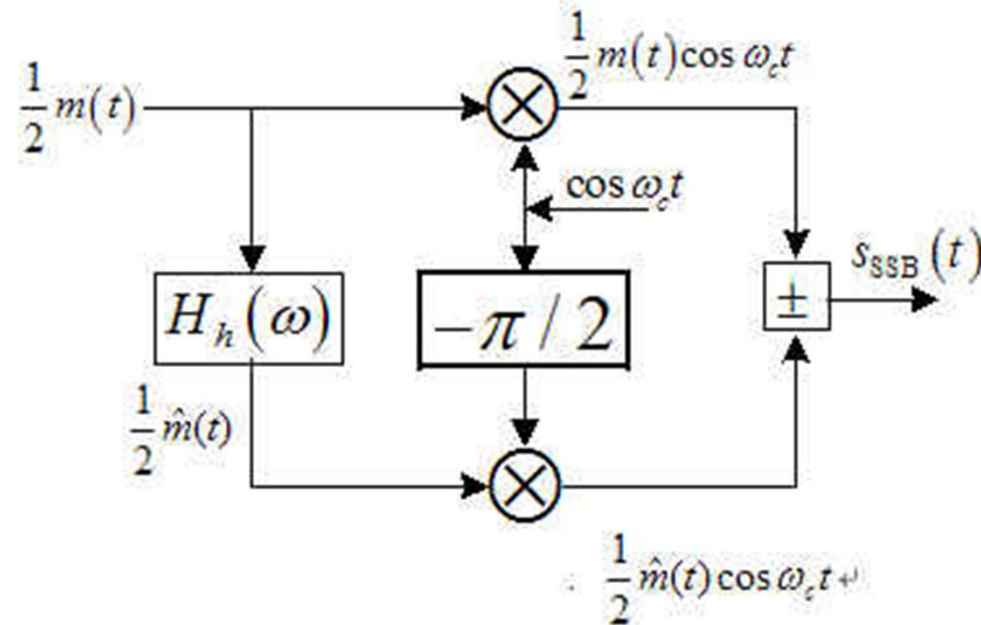 1/2 m(t) cos ω_c t
1/2 m(t)
cos ω_c t
s_SSB (t)
H_h (ω)
−π / 2
±
1/2 m̂(t)
1/2 m̂(t) cos ω_c t ↵